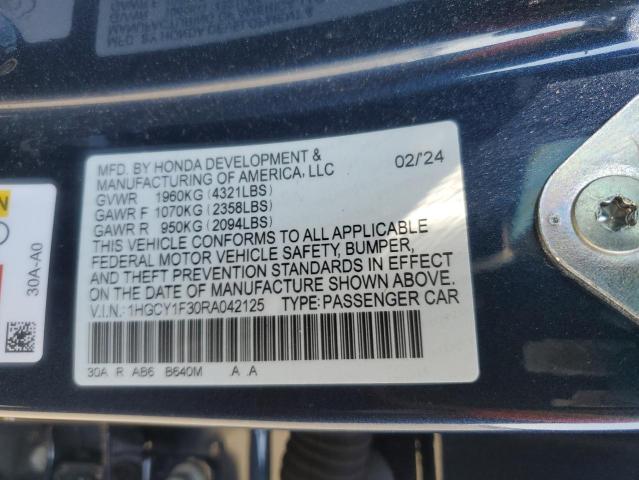 MFD. BY HONDA DEVELOPMENT & 02/'24
MANUFACTURING OF AMERICA, LLC
GVWR 1960KG (4321LBS)
GAWR F 1070KG (2358LBS)
GAWR R 950KG (2094LBS)
THIS VEHICLE CONFORMS TO ALL APPLICABLE
FEDERAL MOTOR VEHICLE SAFETY, BUMPER,
AND THEFT PREVENTION STANDARDS IN EFFECT
ON THE DATE OF MANUFACTURE SHOWN ABOVE.
V.I.N.: 1HGCY1F30RA042125 TYPE: PASSENGER CAR
30A R AB6 B640M .A .A
30A-A0